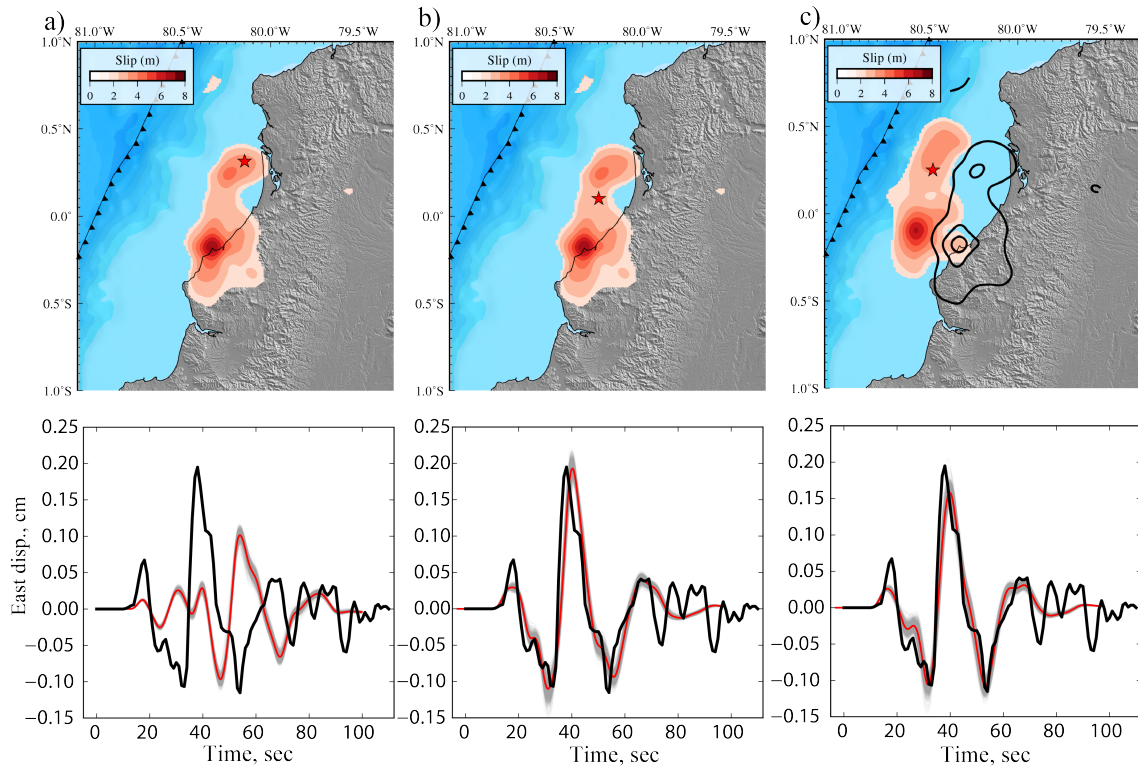 a) b) c)
81.0°W 80.5°W 80.0°W 79.5°W 81.0°W 80.5°W 80.0°W 79.5°W 81.0°W 80.5°W 80.0°W 79.5°W
1.0°N 1.0°N 1.0°N
Slip (m) Slip (m) Slip (m)
0 2 4 6 8 0 2 4 6 8 0 2 4 6 8
0.5°N 0.5°N 0.5°N
0.0° 0.0° 0.0°
0.5°S 0.5°S 0.5°S
1.0°S 1.0°S 1.0°S
0.25 0.25 0.25
0.20 0.20 0.20
0.15 0.15 0.15
0.10 0.10 0.10
0.05 0.05 0.05
0.00 0.00 0.00
−0.05 −0.05 −0.05
−0.10 −0.10 −0.10
−0.15 −0.15 −0.15
East disp., cm
0 20 40 60 80 100 0 20 40 60 80 100 0 20 40 60 80 100
Time, sec Time, sec Time, sec